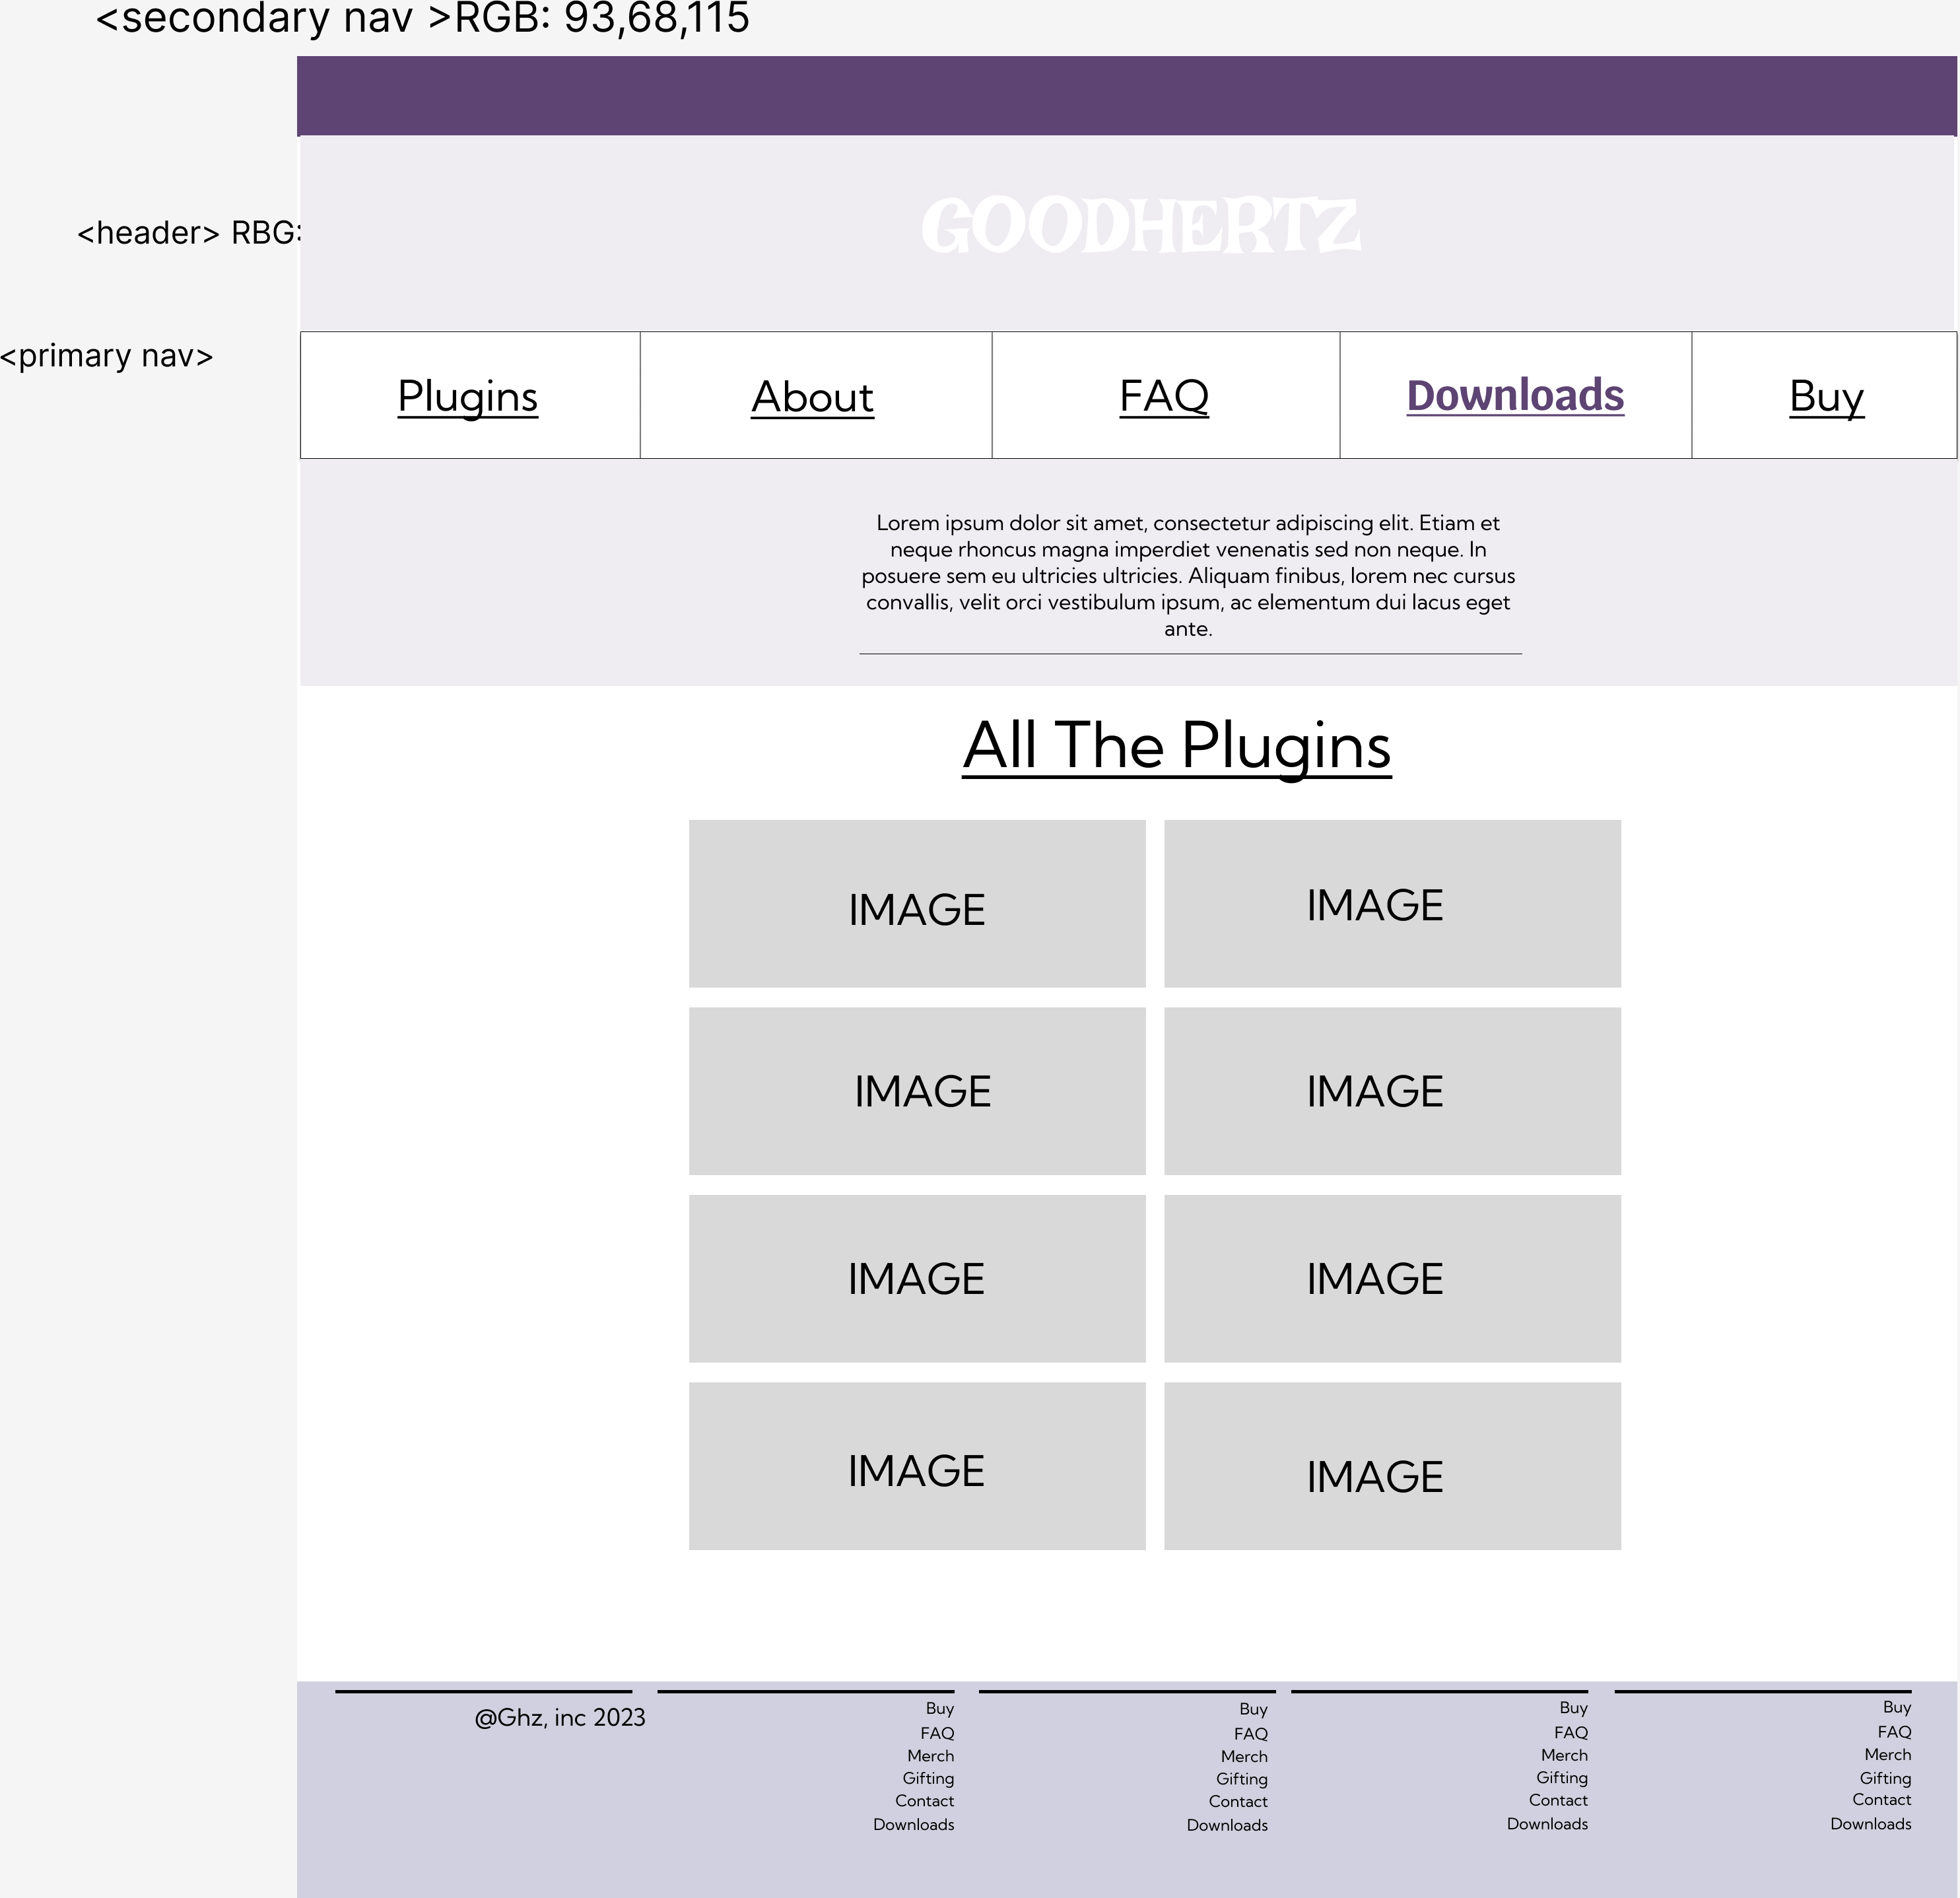 <secondary nav >RGB: 93,68,115
GOODHERTZ
<header> RBG:
<primary nav>
Plugins
About
FAQ
Downloads
Buy
Lorem ipsum dolor sit amet, consectetur adipiscing elit. Etiam et
neque rhoncus magna imperdiet venenatis sed non neque. In
posuere sem eu ultricies ultricies. Aliquam finibus, lorem nec cursus
convallis, velit orci vestibulum ipsum, ac elementum dui lacus eget
ante.
All The Plugins
IMAGE
IMAGE
IMAGE
IMAGE
IMAGE
IMAGE
IMAGE
IMAGE
@Ghz, inc 2023
Buy
FAQ
Merch
Gifting
Contact
Downloads
Buy
FAQ
Merch
Gifting
Contact
Downloads
Buy
FAQ
Merch
Gifting
Contact
Downloads
Buy
FAQ
Merch
Gifting
Contact
Downloads